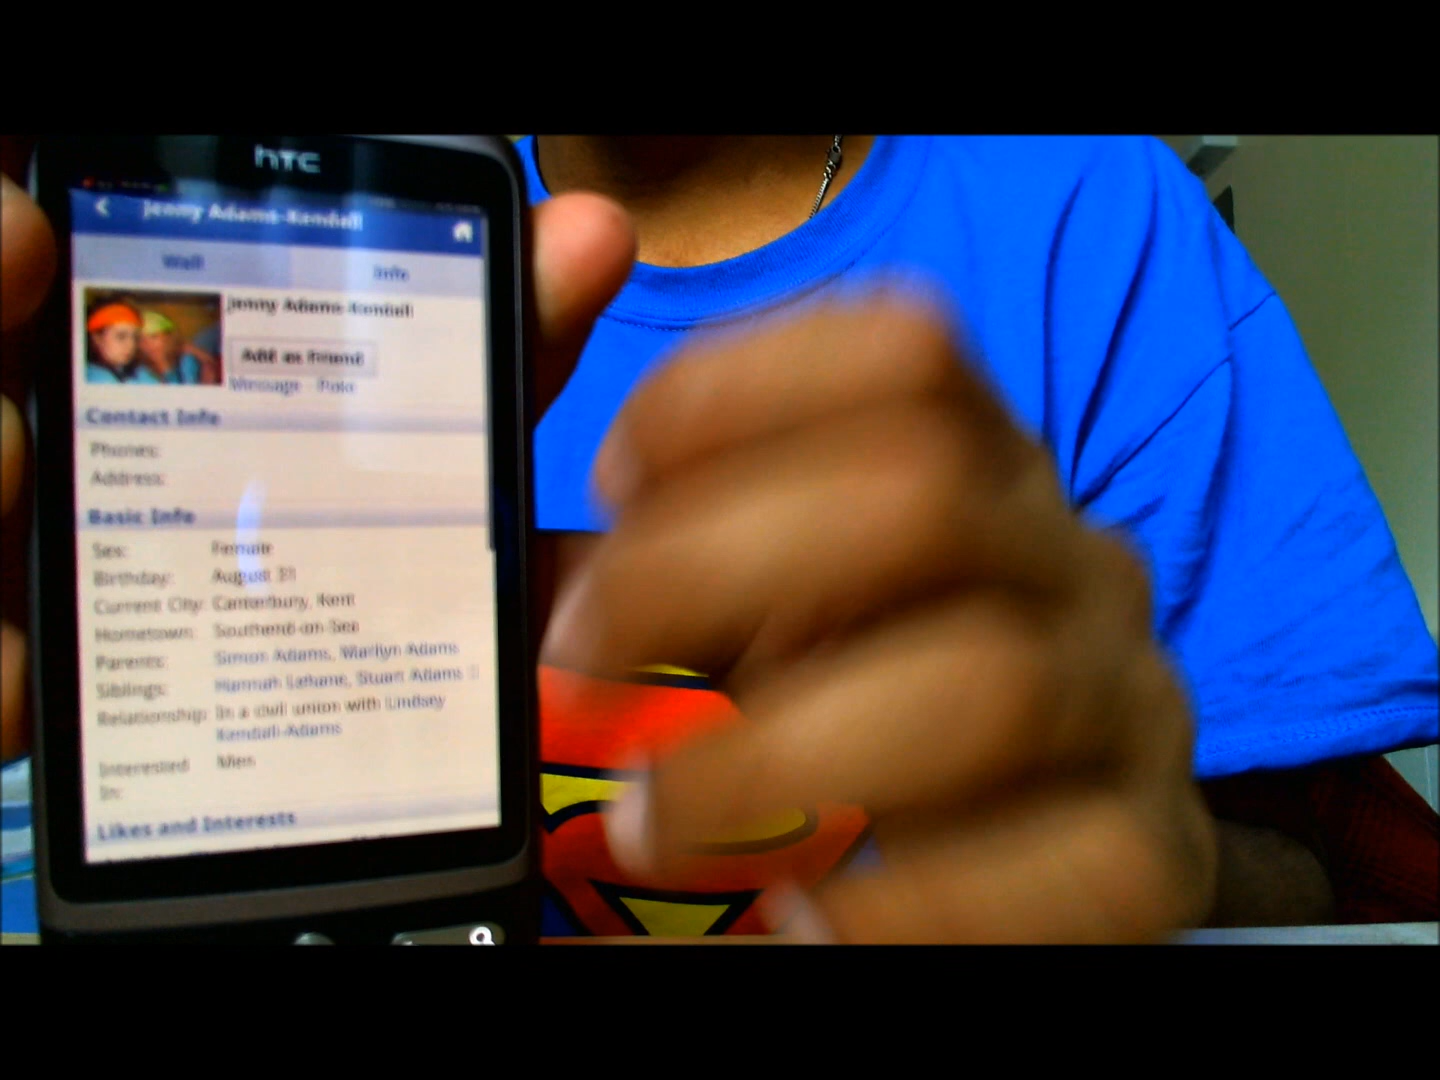 hTC
Jenny Adams-Kendall
Wall Info
Jenny Adams-Kendall
Add as Friend
Message Poke
Contact Info
Phones:
Address:
Basic Info
Sex: Female
Birthday: August 31
Current City: Canterbury, Kent
Hometown: Southend-on-Sea
Parents: Simon Adams, Marilyn Adams
Siblings: Hannah Lehane, Stuart Adams
Relationship: In a civil union with Lindsey
Kendall-Adams
Interested Men
In:
Likes and Interests